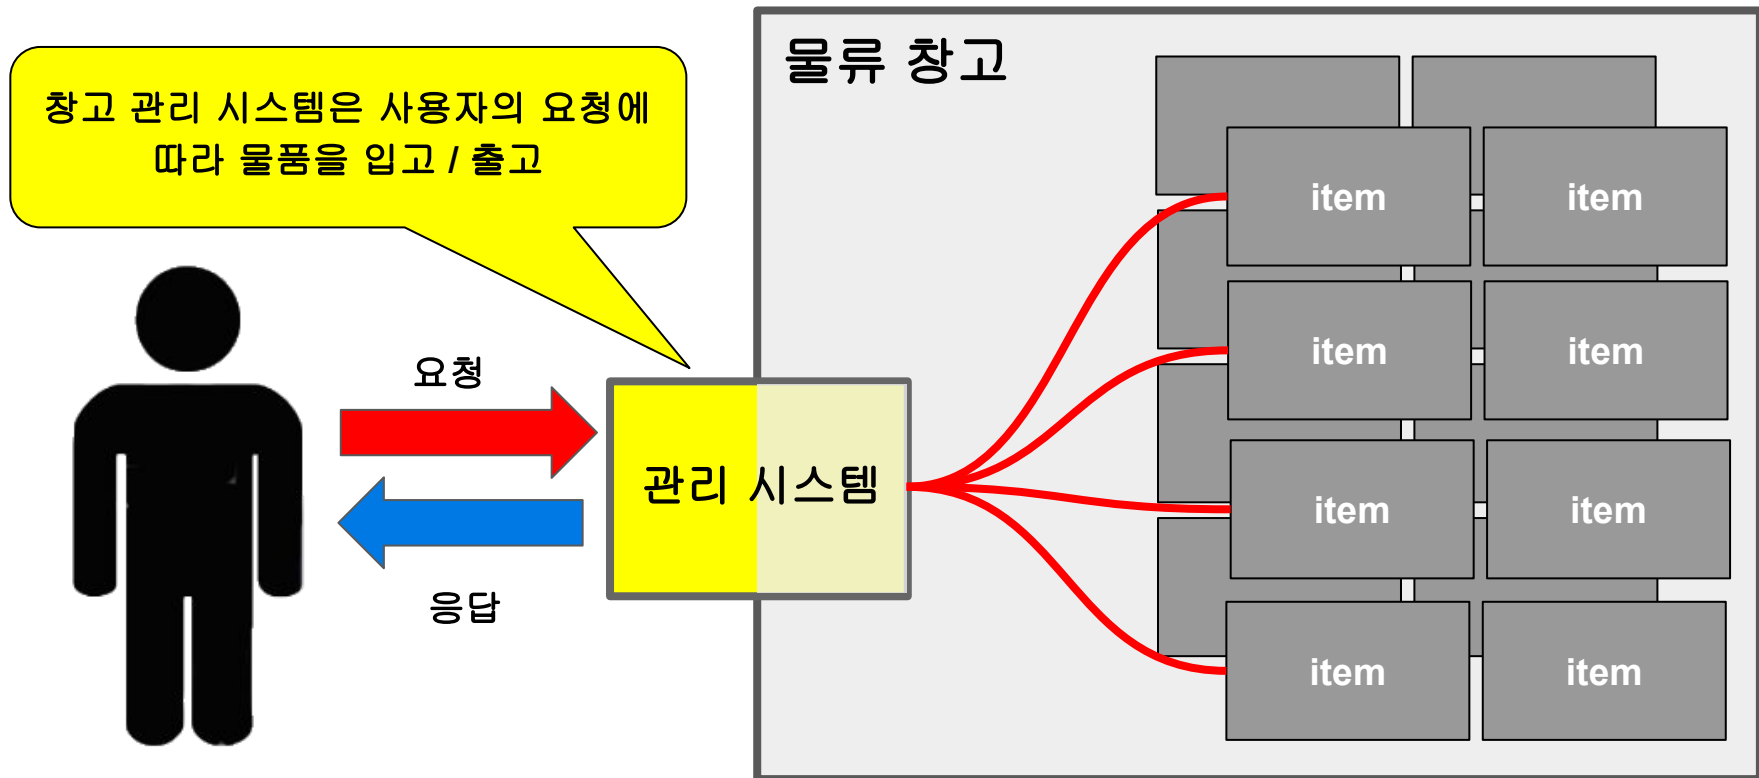 물류 창고
창고 관리 시스템은 사용자의 요청에
따라 물품을 입고 / 출고
요청
관리 시스템
응답
item
item
item
item
item
item
item
item